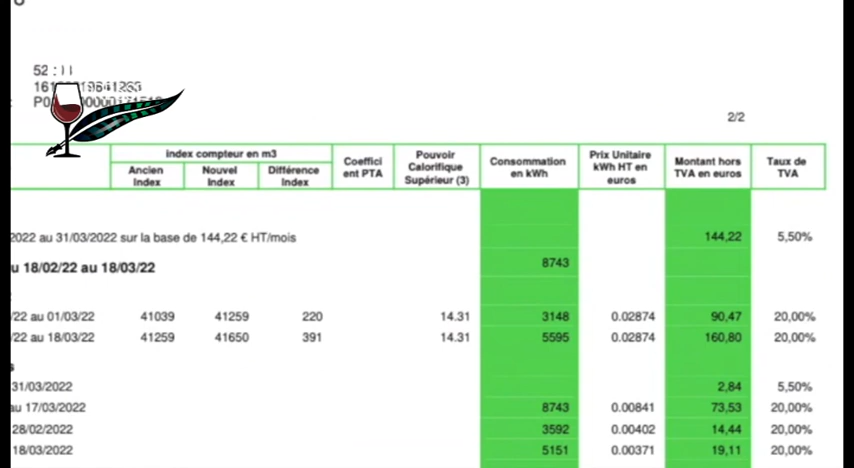 2/2
Index compteur en m3
Ancien Index
Nouvel Index
Différence Index
Coeffici ent PTA
Pouvoir Calorifique Supérieur (3)
Consommation en kWh
Prix Unitaire kWh HT en euros
Montant hors TVA en euros
Taux de TVA
2022 au 31/03/2022 sur la base de 144,22 € HT/mois 144,22 5,50%
u 18/02/22 au 18/03/22 8743
/22 au 01/03/22 41039 41259 220 14.31 3148 0.02874 90,47 20,00%
/22 au 18/03/22 41259 41650 391 14.31 5595 0.02874 160,80 20,00%
31/03/2022 2,84 5,50%
au 17/03/2022 8743 0.00841 73,53 20,00%
28/02/2022 3592 0.00402 14,44 20,00%
18/03/2022 5151 0.00371 19,11 20,00%